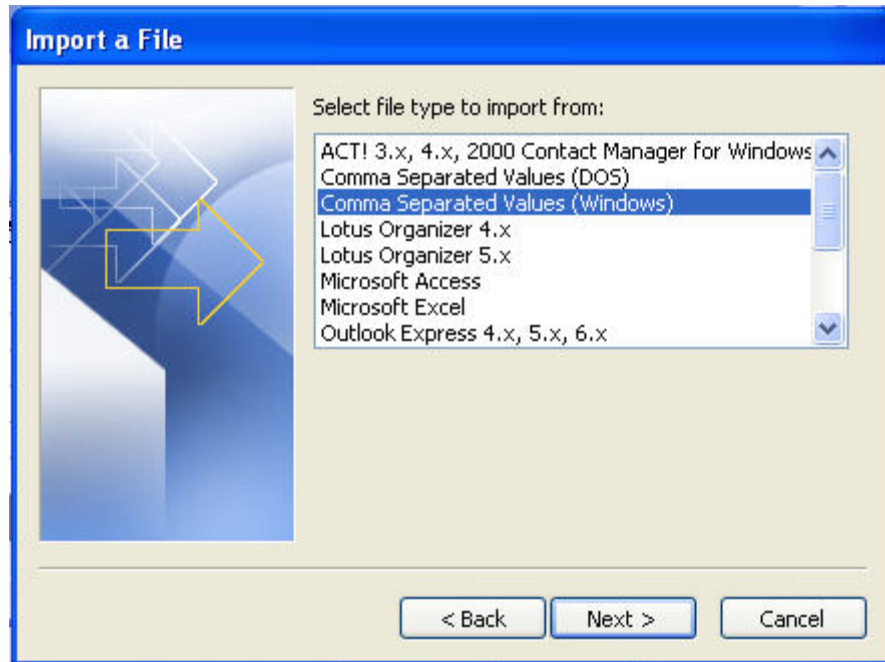 Import a File
Select file type to import from:
ACT! 3.x, 4.x, 2000 Contact Manager for Windows
Comma Separated Values (DOS)
Comma Separated Values (Windows)
Lotus Organizer 4.x
Lotus Organizer 5.x
Microsoft Access
Microsoft Excel
Outlook Express 4.x, 5.x, 6.x
< Back Next > Cancel